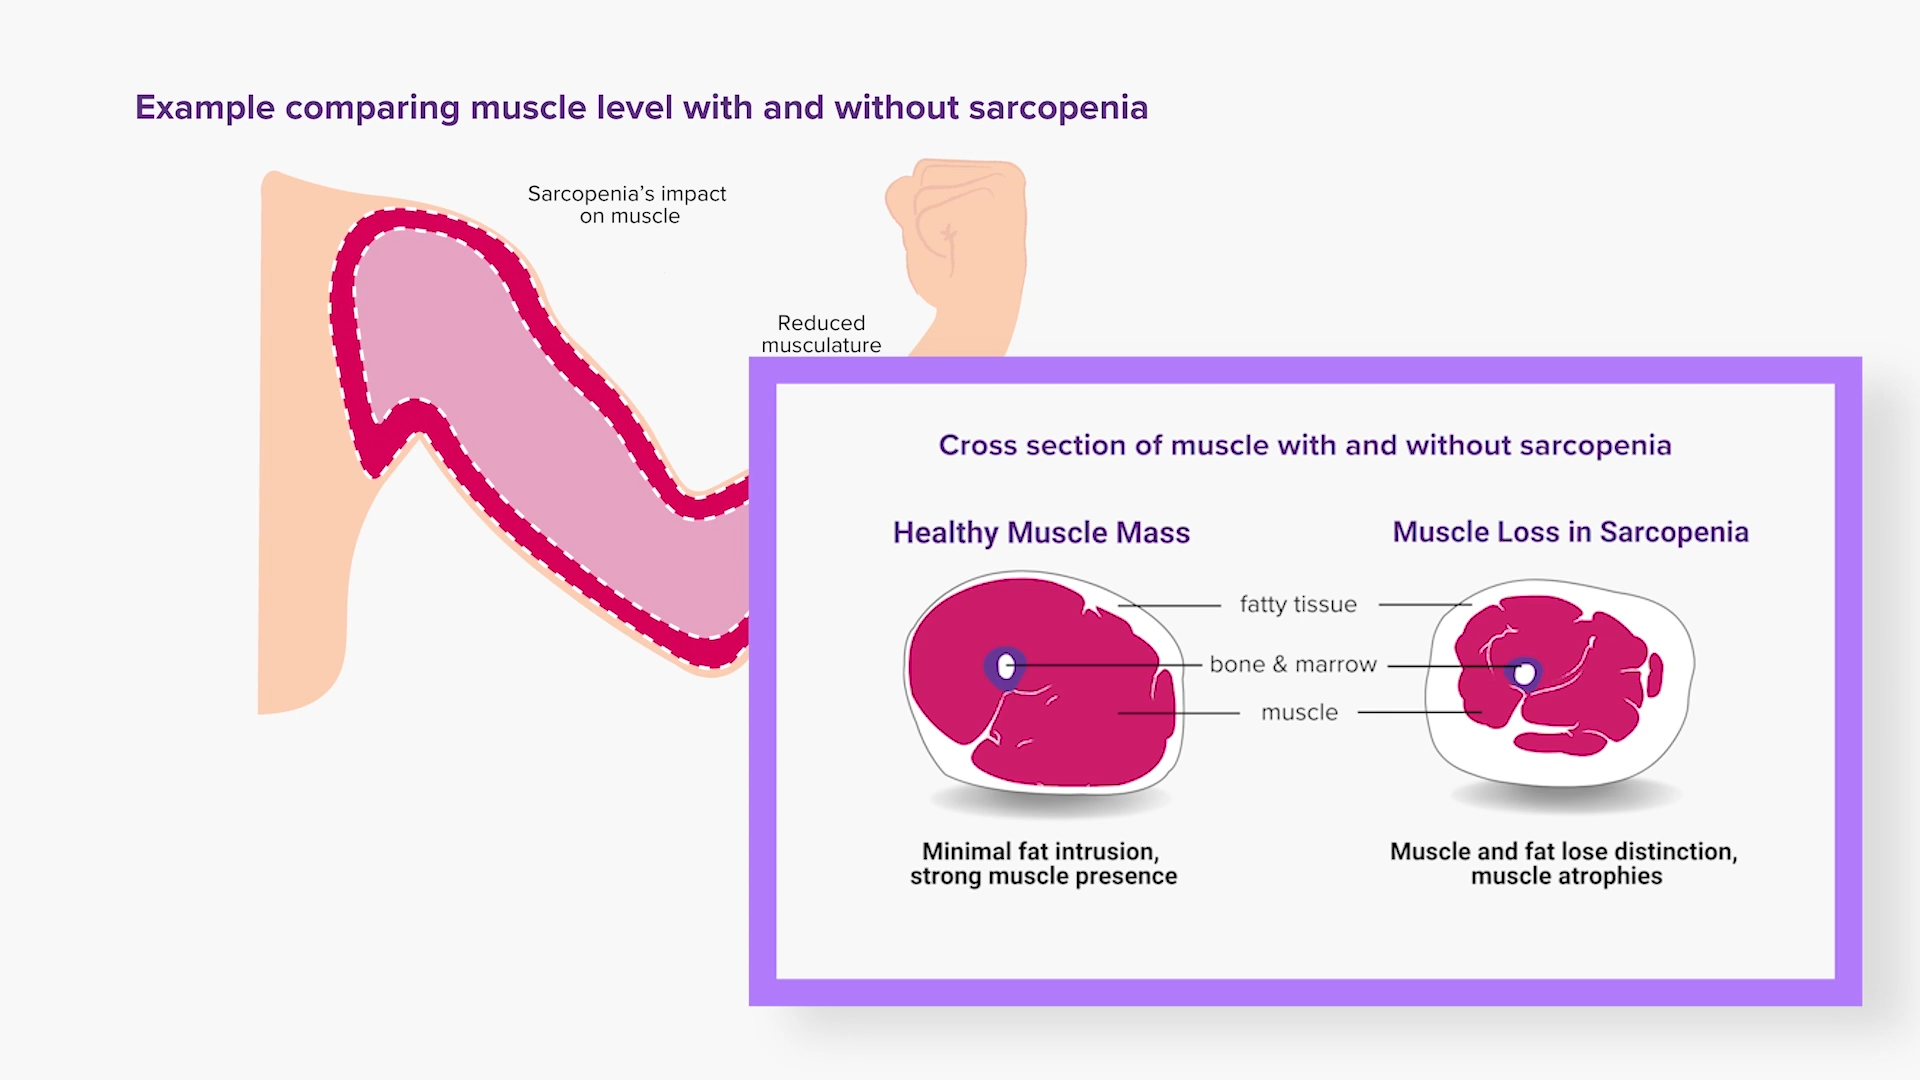 Example comparing muscle level with and without sarcopenia
Sarcopenia’s impact
on muscle
Reduced
musculature
Cross section of muscle with and without sarcopenia
Healthy Muscle Mass
Muscle Loss in Sarcopenia
fatty tissue
bone & marrow
muscle
Minimal fat intrusion,
strong muscle presence
Muscle and fat lose distinction,
muscle atrophies